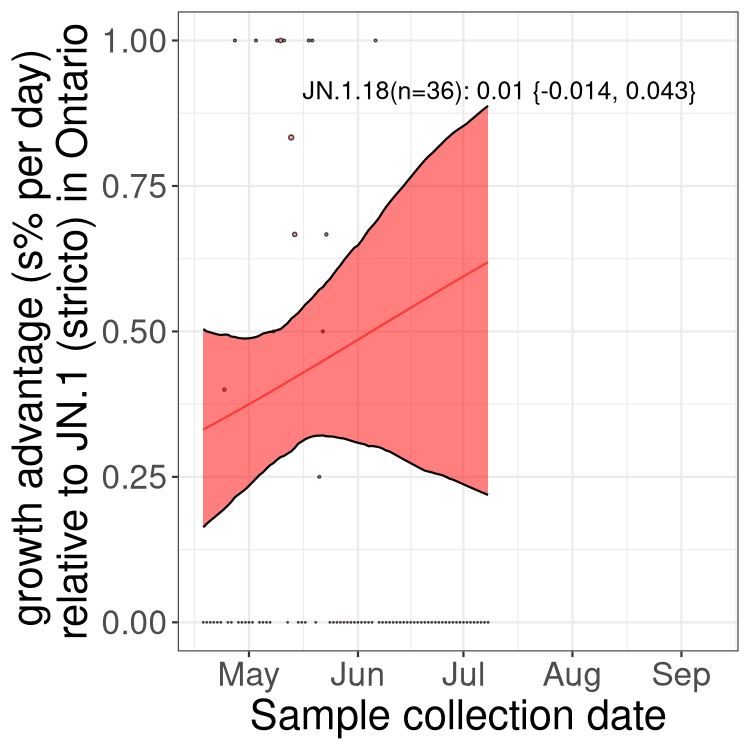 growth advantage (s% per day)
relative to JN.1 (stricto) in Ontario
1.00
0.75
0.50
0.25
0.00
JN.1.18(n=36): 0.01 {-0.014, 0.043}
May Jun Jul Aug Sep
Sample collection date